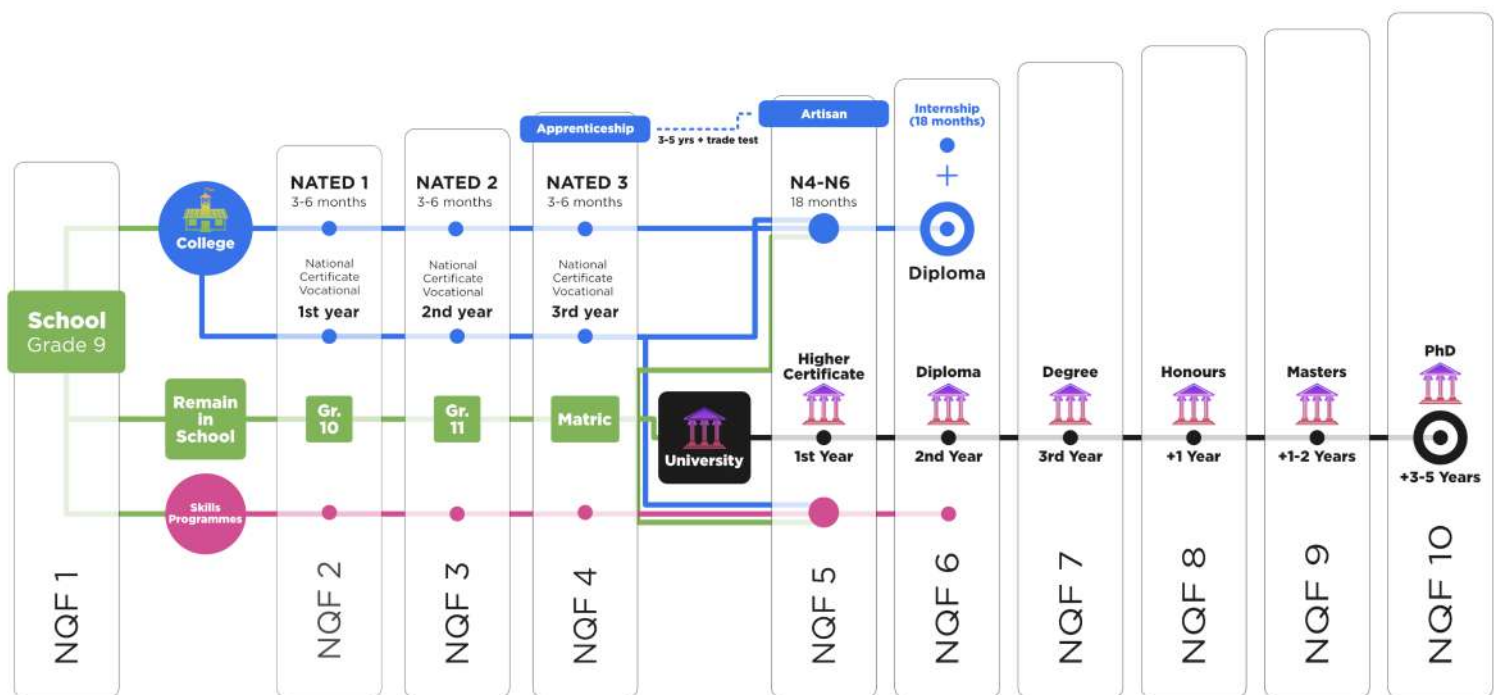 School
Grade 9
College
Remain
in
School
Skills
Programmes
NATED 1
3-6 months
National
Certificate
Vocational
1st year
Gr.
10
NATED 2
3-6 months
National
Certificate
Vocational
2nd year
Gr.
11
Apprenticeship
NATED 3
3-6 months
National
Certificate
Vocational
3rd year
Matric
3-5 yrs + trade test
University
Artisan
N4-N6
18 months
Higher
Certificate
1st Year
Internship
(18 months)
+
Diploma
Diploma
2nd Year
Degree
3rd Year
Honours
+1 Year
Masters
+1-2 Years
PhD
+3-5 Years
NQF 1
NQF 2
NQF 3
NQF 4
NQF 5
NQF 6
NQF 7
NQF 8
NQF 9
NQF 10